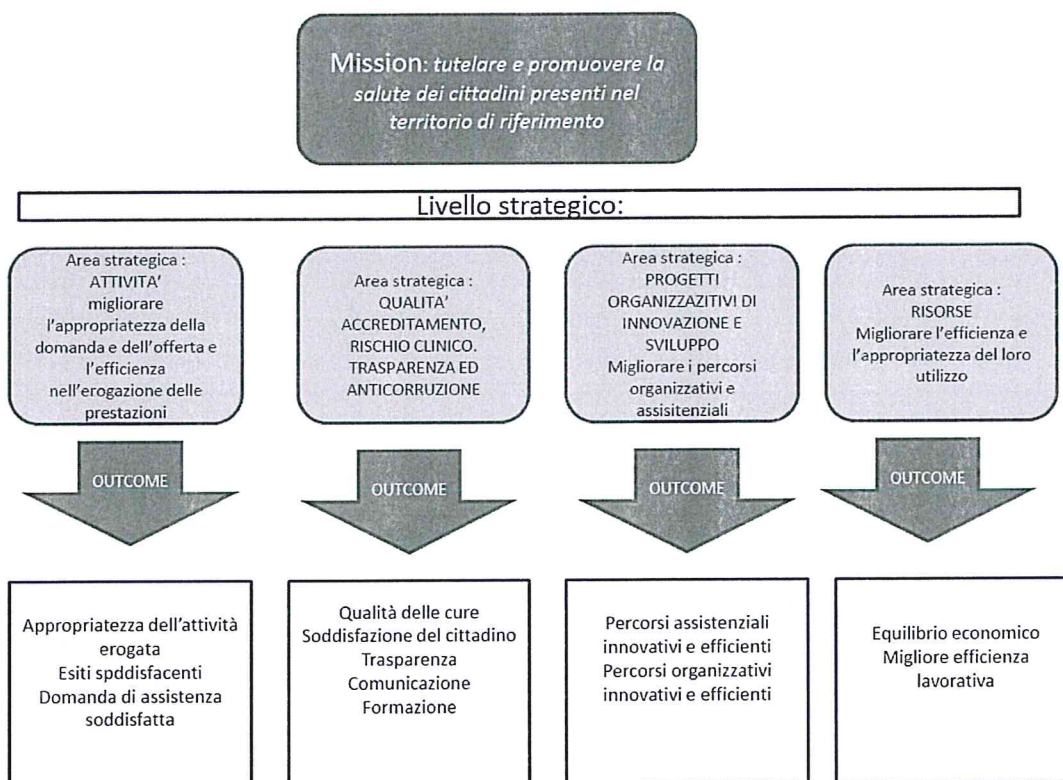 Mission: tutelare e promuovere la
salute dei cittadini presenti nel
territorio di riferimento
Livello strategico:
Area strategica :
ATTIVITA'
migliorare
l'appropriatezza della
domanda e dell'offerta e
l'efficienza
nell'erogazione delle
prestazioni
Area strategica :
QUALITA'
ACCREDITAMENTO,
RISCHIO CLINICO.
TRASPARENZA ED
ANTICORRUZIONE
Area strategica :
PROGETTI
ORGANIZZAZITIVI DI
INNOVAZIONE E
SVILUPPO
Migliorare i percorsi
organizzativi e
assisitenziali
Area strategica :
RISORSE
Migliorare l'efficienza e
l'appropriatezza del loro
utilizzo
OUTCOME
OUTCOME
OUTCOME
OUTCOME
Appropriatezza dell'attività
erogata
Esiti spddisfacenti
Domanda di assistenza
soddisfatta
Qualità delle cure
Soddisfazione del cittadino
Trasparenza
Comunicazione
Formazione
Percorsi assistenziali
innovativi e efficienti
Percorsi organizzativi
innovativi e efficienti
Equilibrio economico
Migliore efficienza
lavorativa